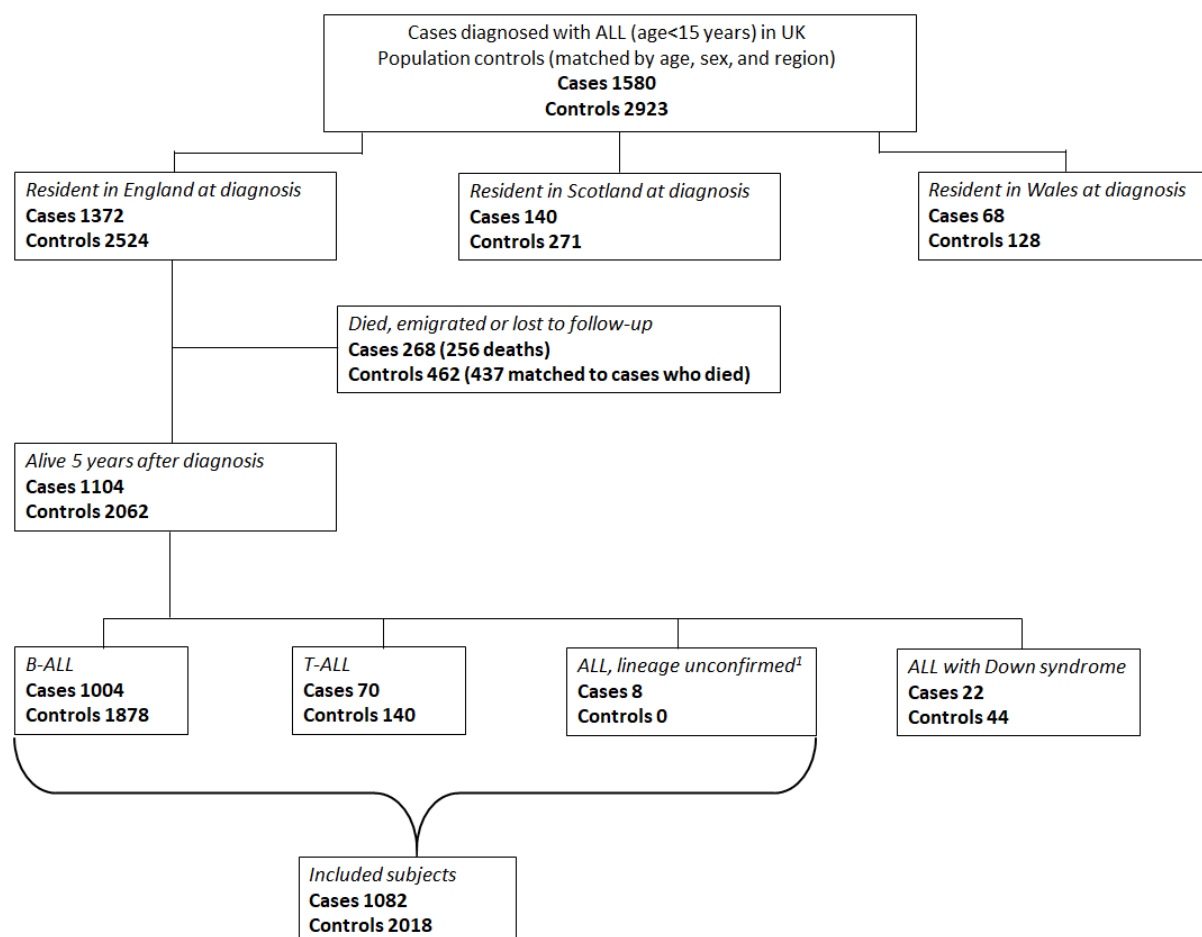 Cases diagnosed with ALL (age<15 years) in UK
Population controls (matched by age, sex, and region)
Cases 1580
Controls 2923
Resident in England at diagnosis
Cases 1372
Controls 2524
Resident in Scotland at diagnosis
Cases 140
Controls 271
Resident in Wales at diagnosis
Cases 68
Controls 128
Died, emigrated or lost to follow-up
Cases 268 (256 deaths)
Controls 462 (437 matched to cases who died)
Alive 5 years after diagnosis
Cases 1104
Controls 2062
B-ALL
Cases 1004
Controls 1878
T-ALL
Cases 70
Controls 140
ALL, lineage unconfirmed¹
Cases 8
Controls 0
ALL with Down syndrome
Cases 22
Controls 44
Included subjects
Cases 1082
Controls 2018